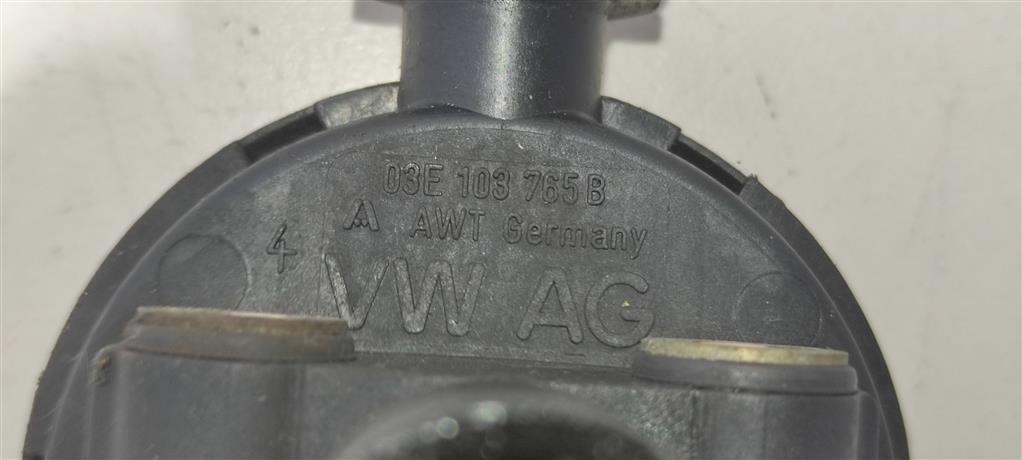 03E 103 765 B
4 AWT Germany
VW AG